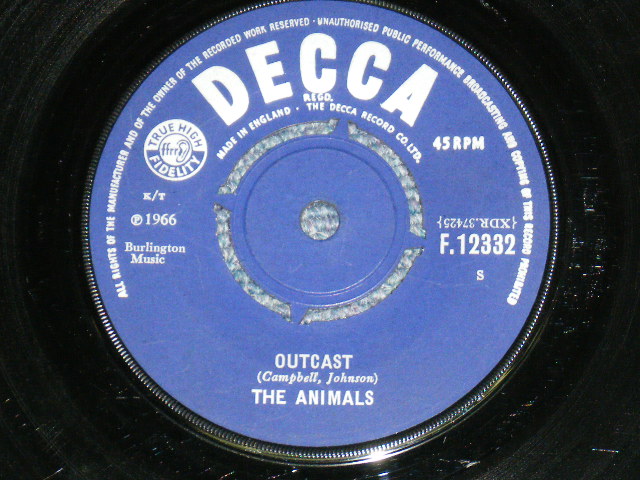 ALL RIGHTS OF THE MANUFACTURER AND OF THE OWNER OF THE RECORDED WORK RESERVED · UNAUTHORISED PUBLIC PERFORMANCE BROADCASTING AND COPYING OF THIS RECORD PROHIBITED
DECCA
REGD.
MADE IN ENGLAND · THE DECCA RECORD CO. LTD.
TRUE HIGH
ffrr
FIDELITY
45 RPM
K/T
℗ 1966
Burlington
Music
{XDR.37425}
F.12332
S
OUTCAST
(Campbell, Johnson)
THE ANIMALS